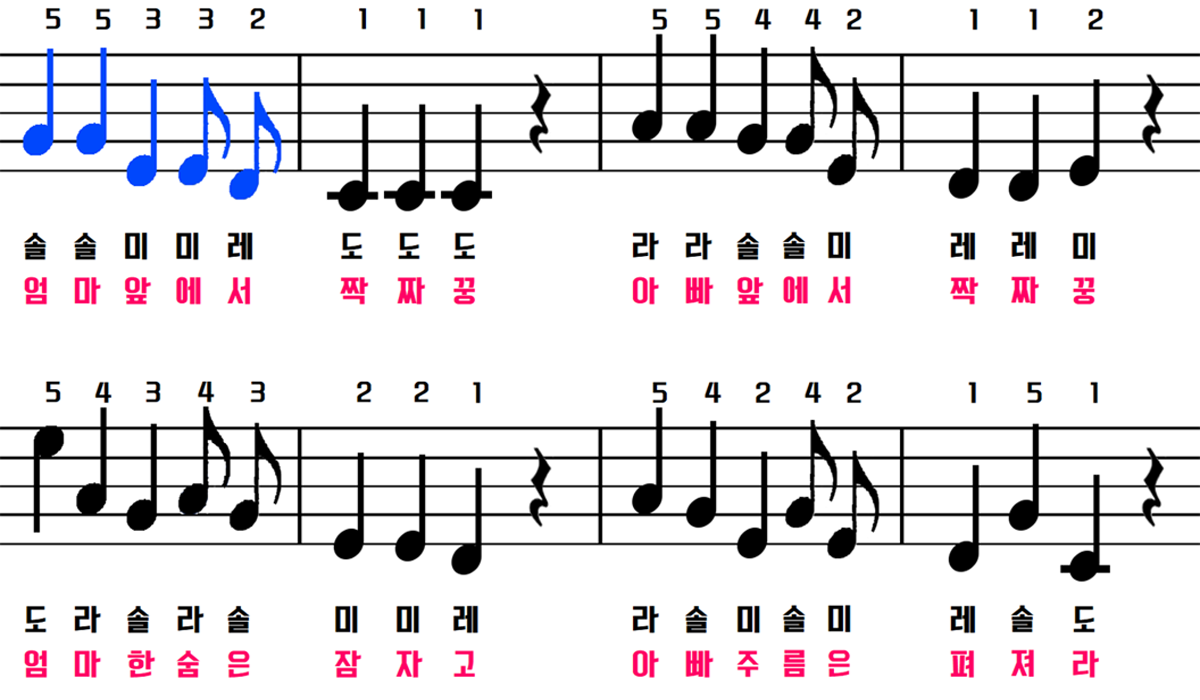 5 5 3 3 2 1 1 1 5 5 4 4 2 1 1 2
솔 솔 미 미 레 도 도 도 라 라 솔 솔 미 레 레 미
엄 마 앞 에 서 짝 짜 꿍 아 빠 앞 에 서 짝 짜 꿍
5 4 3 4 3 2 2 1 5 4 2 4 2 1 5 1
도 라 솔 라 솔 미 미 레 라 솔 미 솔 미 레 솔 도
엄 마 한 숨 은 잠 자 고 아 빠 주 름 은 펴 져 라